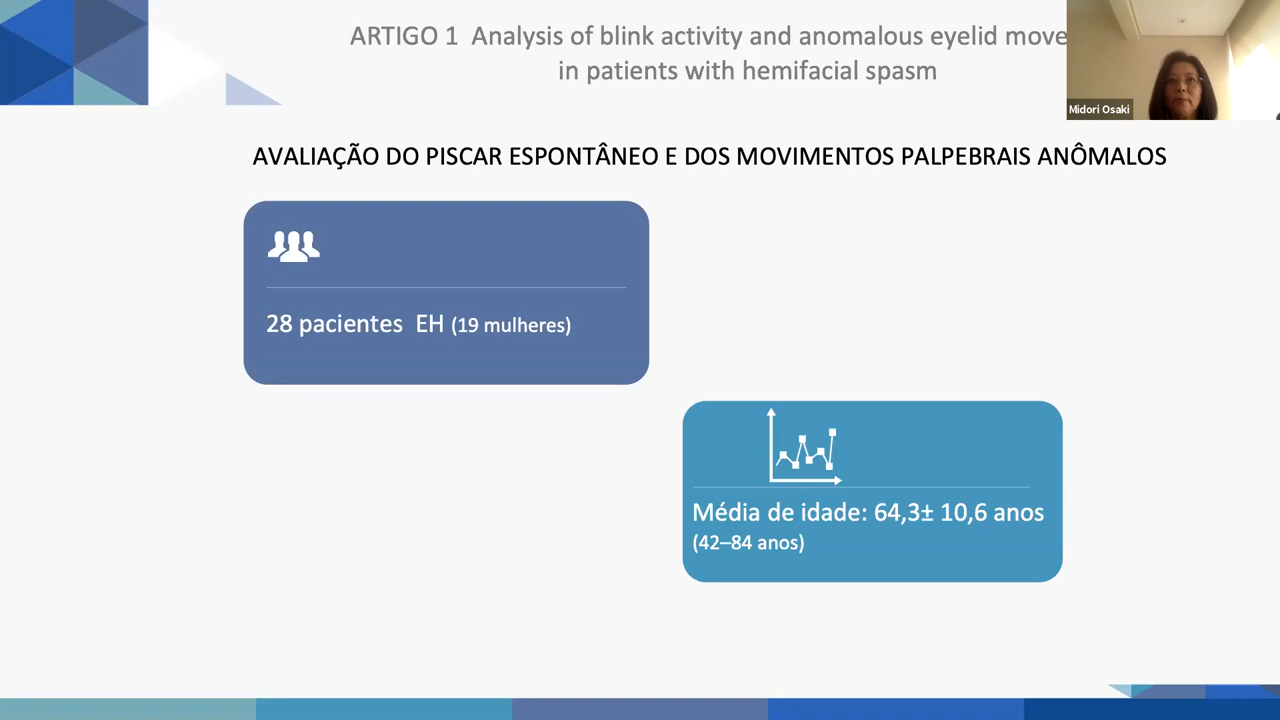 ARTIGO 1 Analysis of blink activity and anomalous eyelid move
in patients with hemifacial spasm
Midori Osaki
AVALIAÇÃO DO PISCAR ESPONTÂNEO E DOS MOVIMENTOS PALPEBRAIS ANÔMALOS
28 pacientes EH (19 mulheres)
Média de idade: 64,3± 10,6 anos
(42–84 anos)